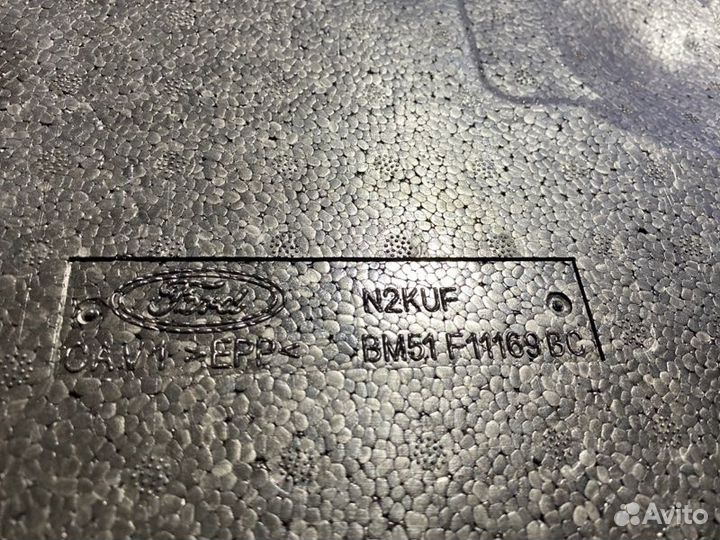 Ford
N2KUF
CAV1 >EPP<
BM51 F11169 BC
Avito